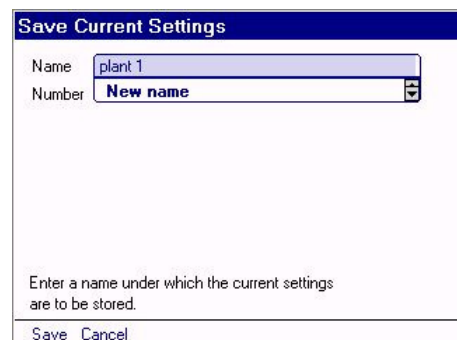 Save Current Settings
Name plant 1
Number New name
Enter a name under which the current settings
are to be stored.
Save Cancel